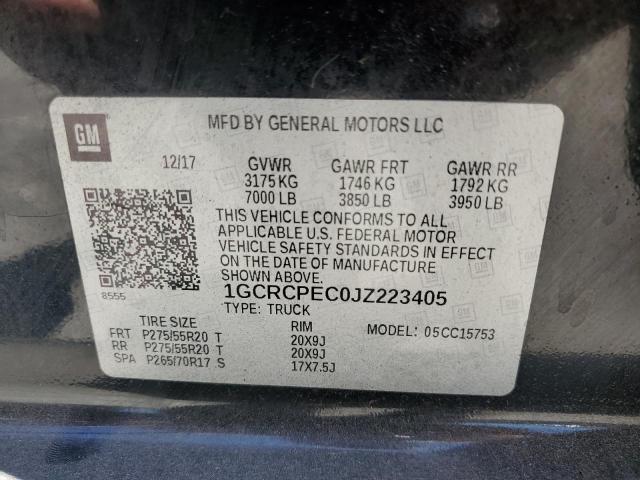 GM
MFD BY GENERAL MOTORS LLC
12/17 GVWR GAWR FRT GAWR RR
3175 KG 1746 KG 1792 KG
7000 LB 3850 LB 3950 LB
THIS VEHICLE CONFORMS TO ALL
APPLICABLE U.S. FEDERAL MOTOR
VEHICLE SAFETY STANDARDS IN EFFECT
ON THE DATE OF MANUFACTURE
SHOWN ABOVE.
8555
1GCRCPEC0JZ223405
TYPE: TRUCK
TIRE SIZE RIM MODEL: 05CC15753
FRT P275/55R20 T 20X9J
RR P275/55R20 T 20X9J
SPA P265/70R17 S 17X7.5J